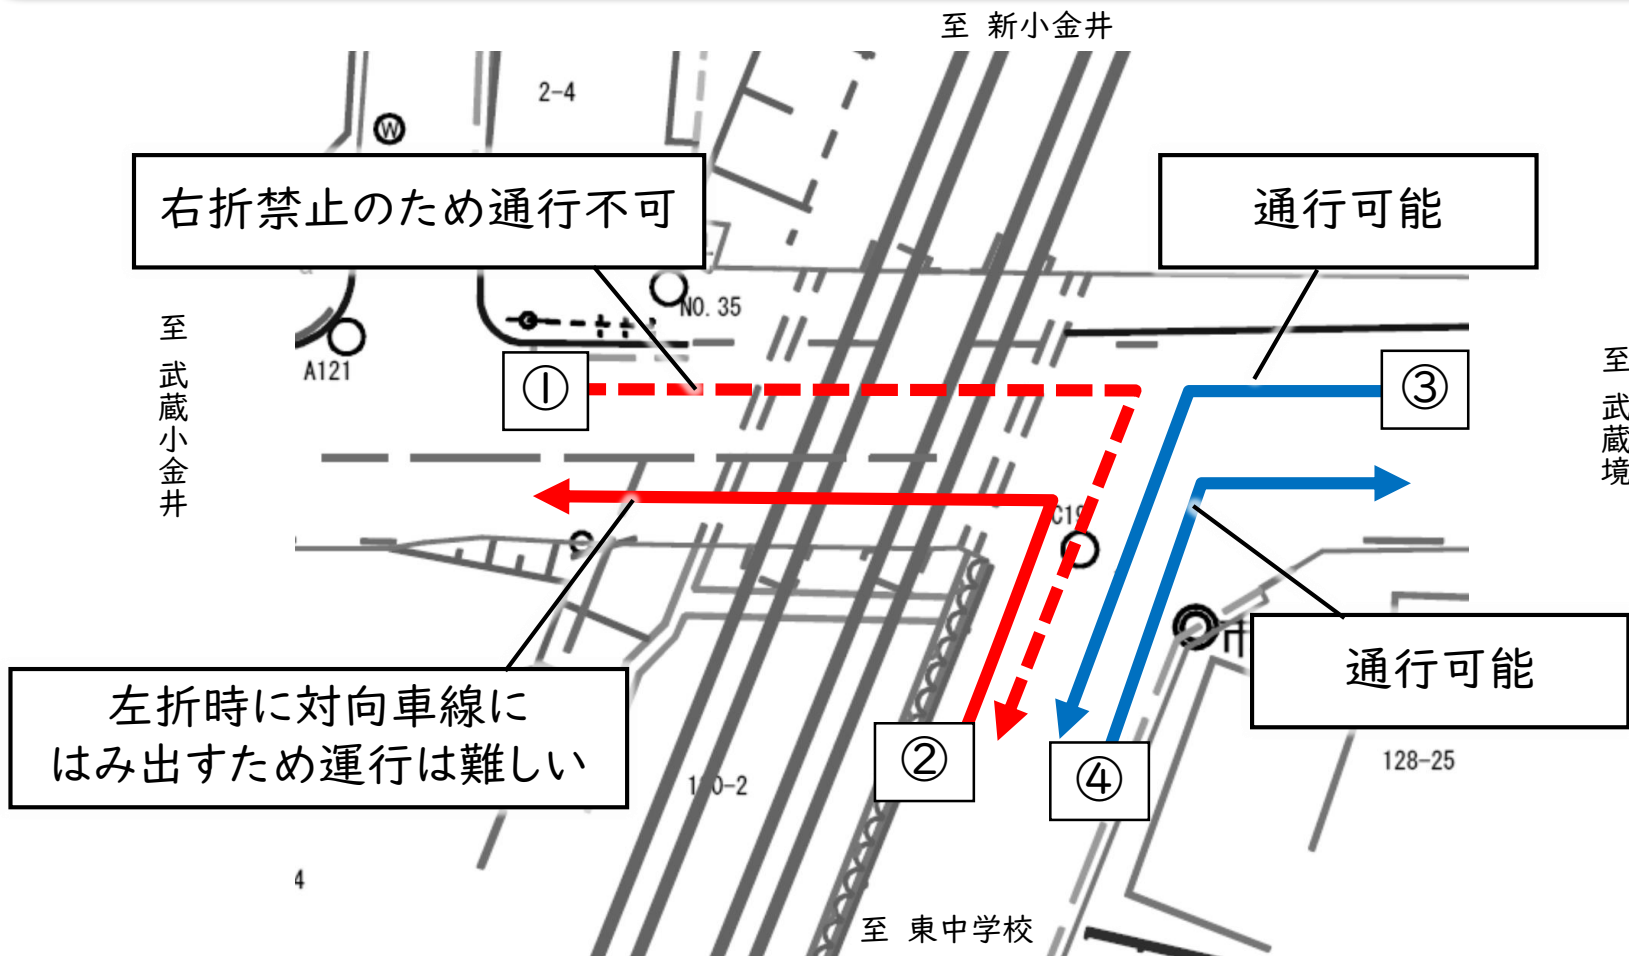 至 新小金井
2-4
W
右折禁止のため通行不可
通行可能
NO. 35
至 武蔵小金井
A121
①
③
至 武蔵境
左折時に対向車線に
はみ出すため運行は難しい
通行可能
②
④
128-25
4
至 東中学校